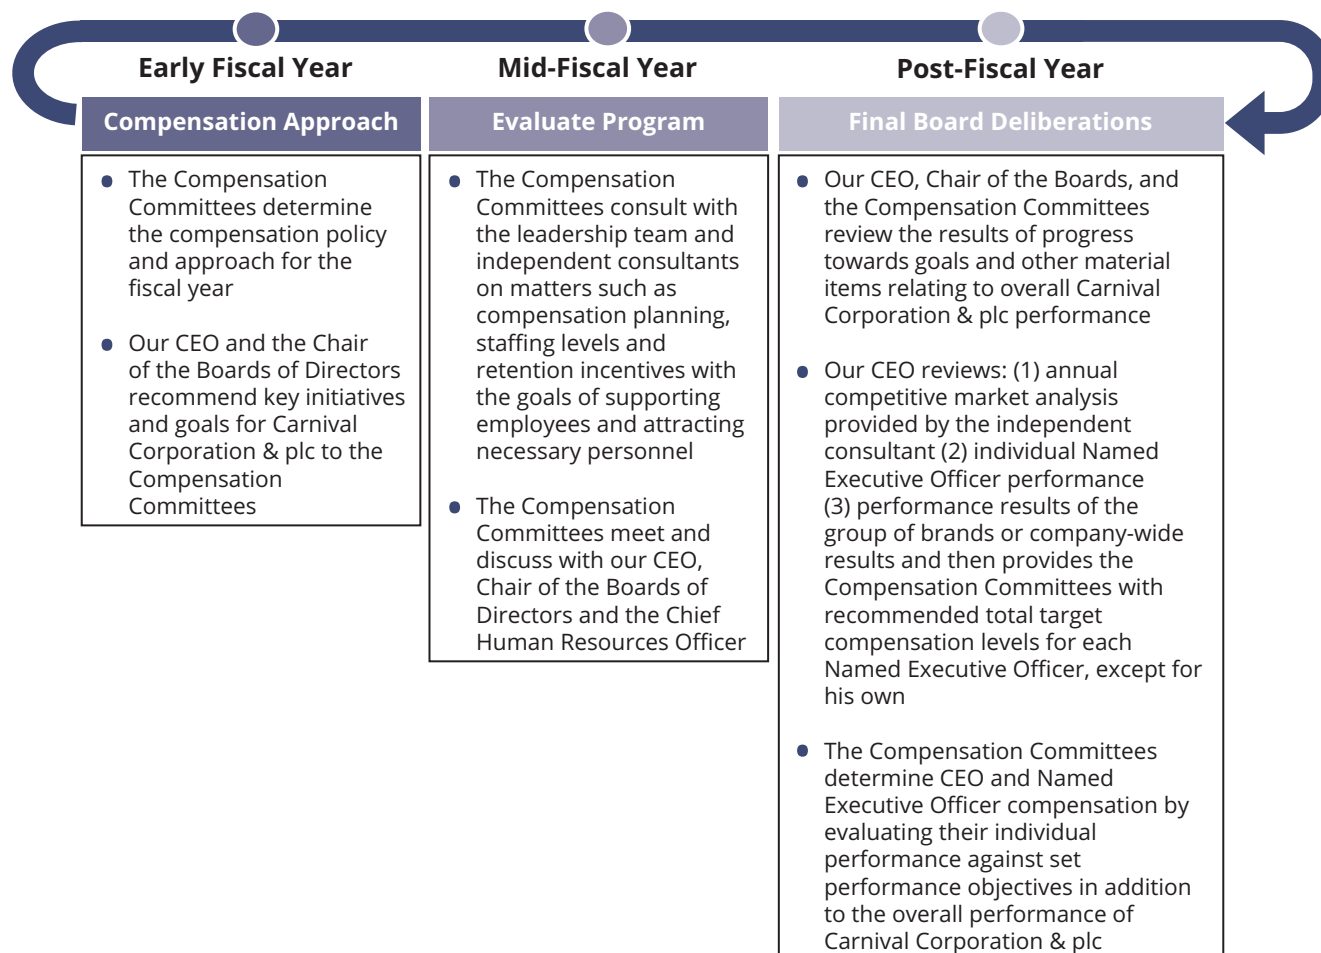 Early Fiscal Year
Compensation Approach
The Compensation
Committees determine
the compensation policy
and approach for the
fiscal year
Our CEO and the Chair
of the Boards of Directors
recommend key initiatives
and goals for Carnival
Corporation & plc to the
Compensation
Committees
Mid-Fiscal Year
Evaluate Program
The Compensation
Committees consult with
the leadership team and
independent consultants
on matters such as
compensation planning,
staffing levels and
retention incentives with
the goals of supporting
employees and attracting
necessary personnel
The Compensation
Committees meet and
discuss with our CEO,
Chair of the Boards of
Directors and the Chief
Human Resources Officer
Post-Fiscal Year
Final Board Deliberations
Our CEO, Chair of the Boards, and
the Compensation Committees
review the results of progress
towards goals and other material
items relating to overall Carnival
Corporation & plc performance
Our CEO reviews: (1) annual
competitive market analysis
provided by the independent
consultant (2) individual Named
Executive Officer performance
(3) performance results of the
group of brands or company-wide
results and then provides the
Compensation Committees with
recommended total target
compensation levels for each
Named Executive Officer, except for
his own
The Compensation Committees
determine CEO and Named
Executive Officer compensation by
evaluating their individual
performance against set
performance objectives in addition
to the overall performance of
Carnival Corporation & plc